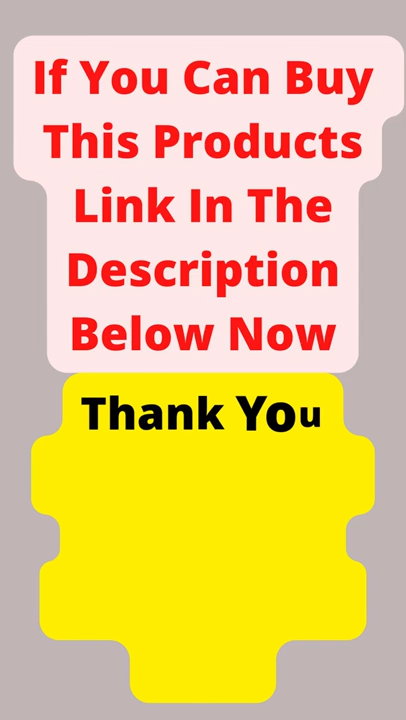 If You Can Buy
This Products
Link In The
Description
Below Now
Thank You